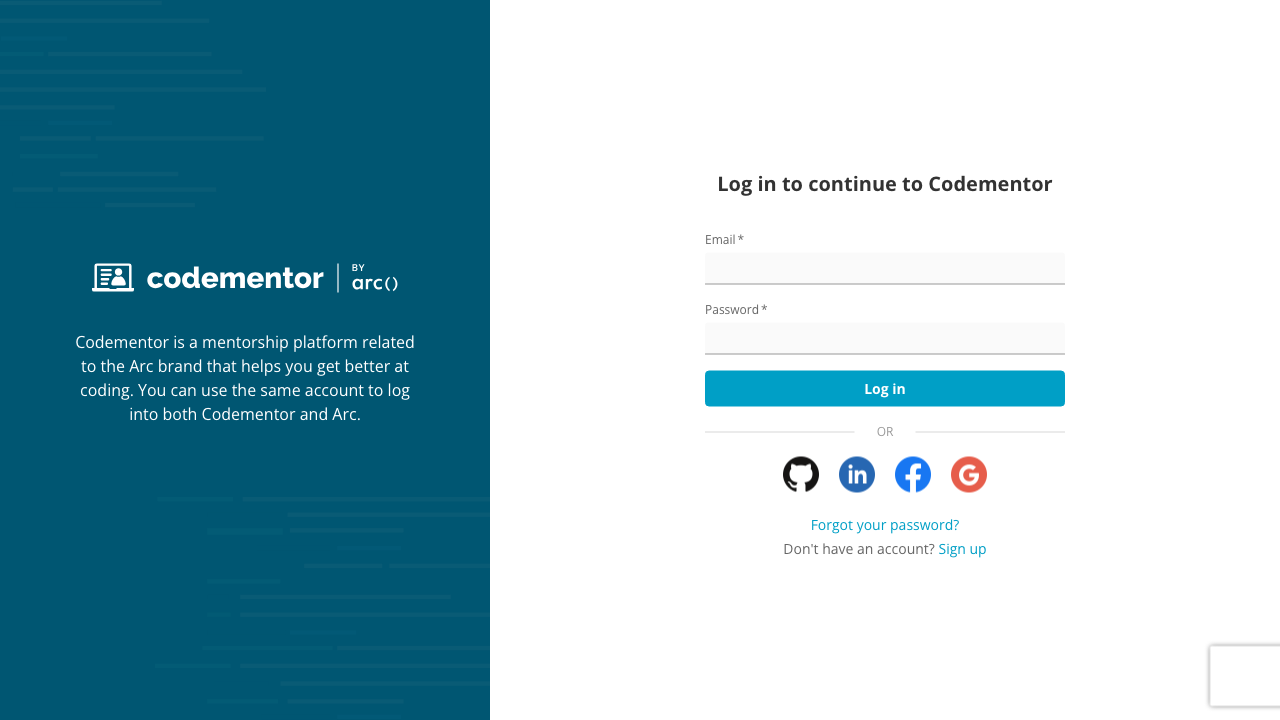 codementor
BY
arc()
Codementor is a mentorship platform related
to the Arc brand that helps you get better at
coding. You can use the same account to log
into both Codementor and Arc.
Log in to continue to Codementor
Email *
Password *
Log in
OR
in
Forgot your password?
Don't have an account? Sign up